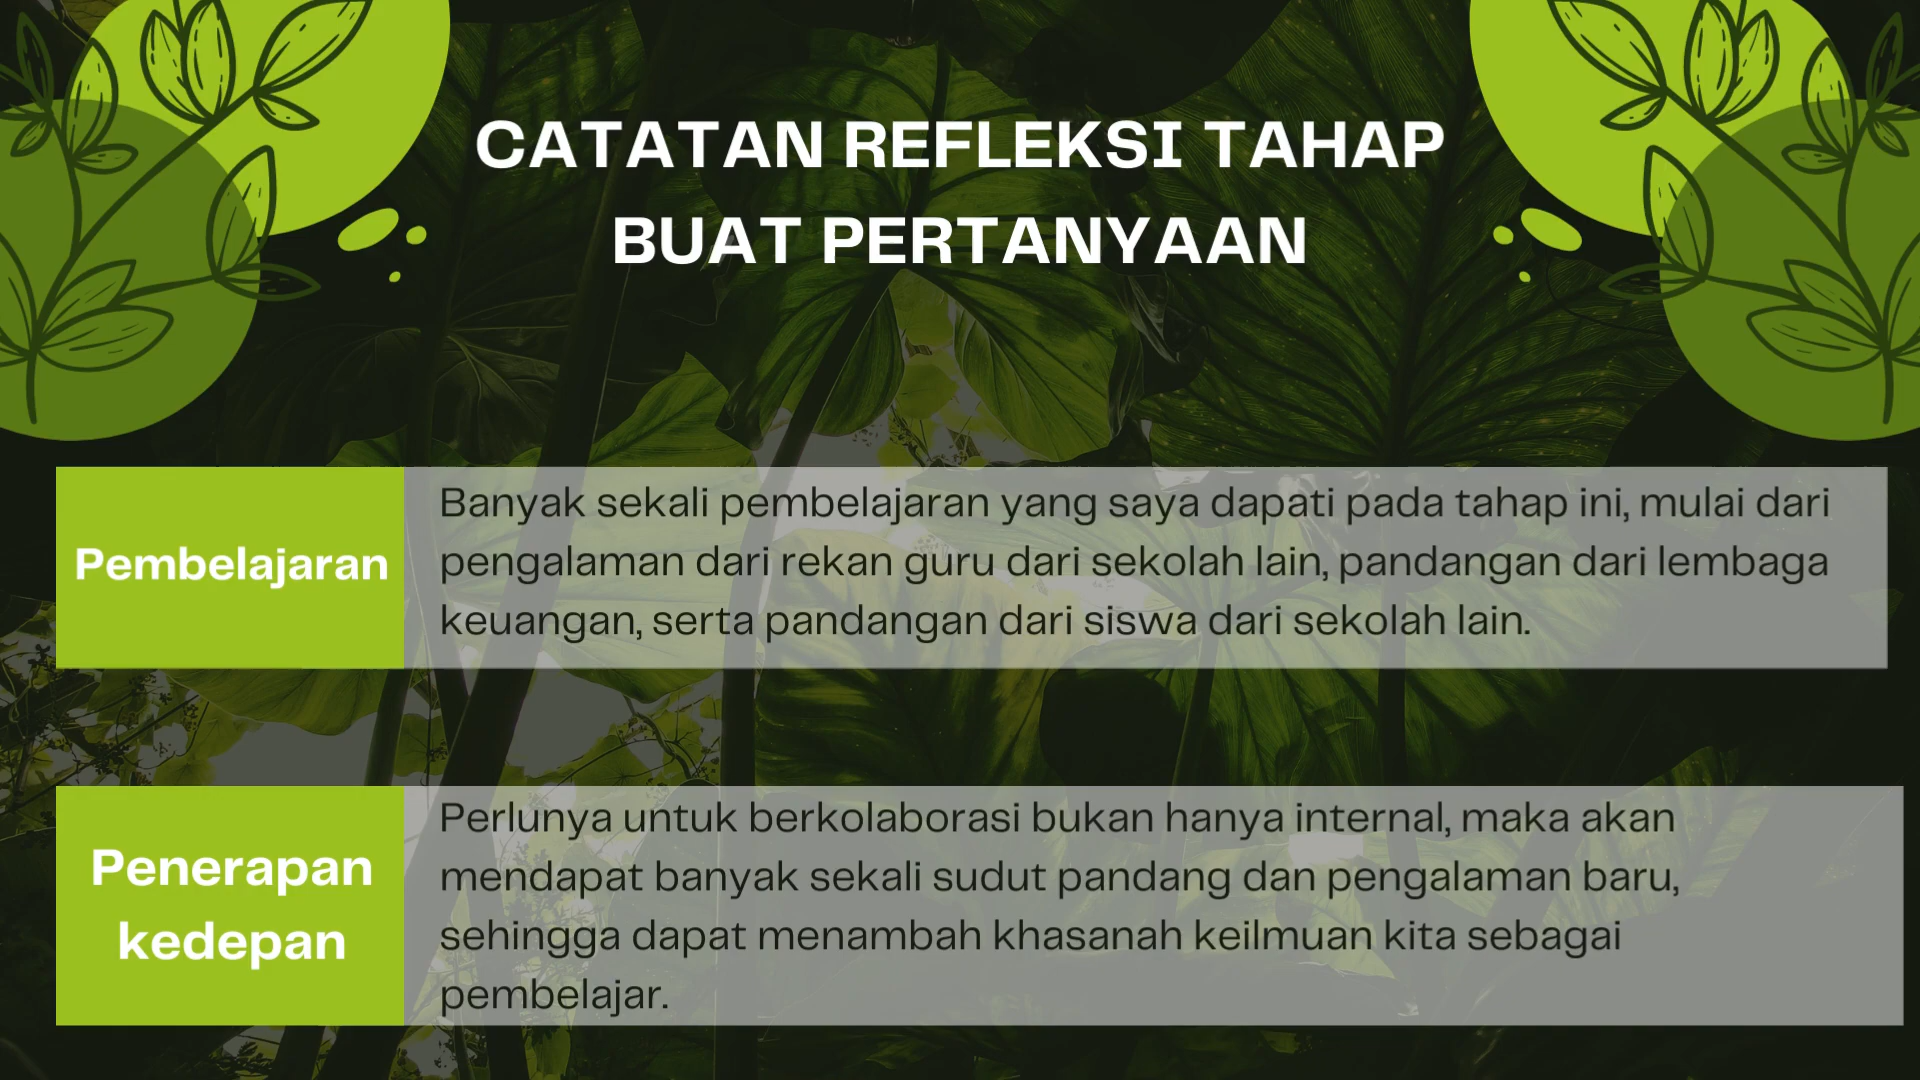 CATATAN REFLEKSI TAHAP
BUAT PERTANYAAN
Pembelajaran
Banyak sekali pembelajaran yang saya dapati pada tahap ini, mulai dari
pengalaman dari rekan guru dari sekolah lain, pandangan dari lembaga
keuangan, serta pandangan dari siswa dari sekolah lain.
Penerapan
kedepan
Perlunya untuk berkolaborasi bukan hanya internal, maka akan
mendapat banyak sekali sudut pandang dan pengalaman baru,
sehingga dapat menambah khasanah keilmuan kita sebagai
pembelajar.